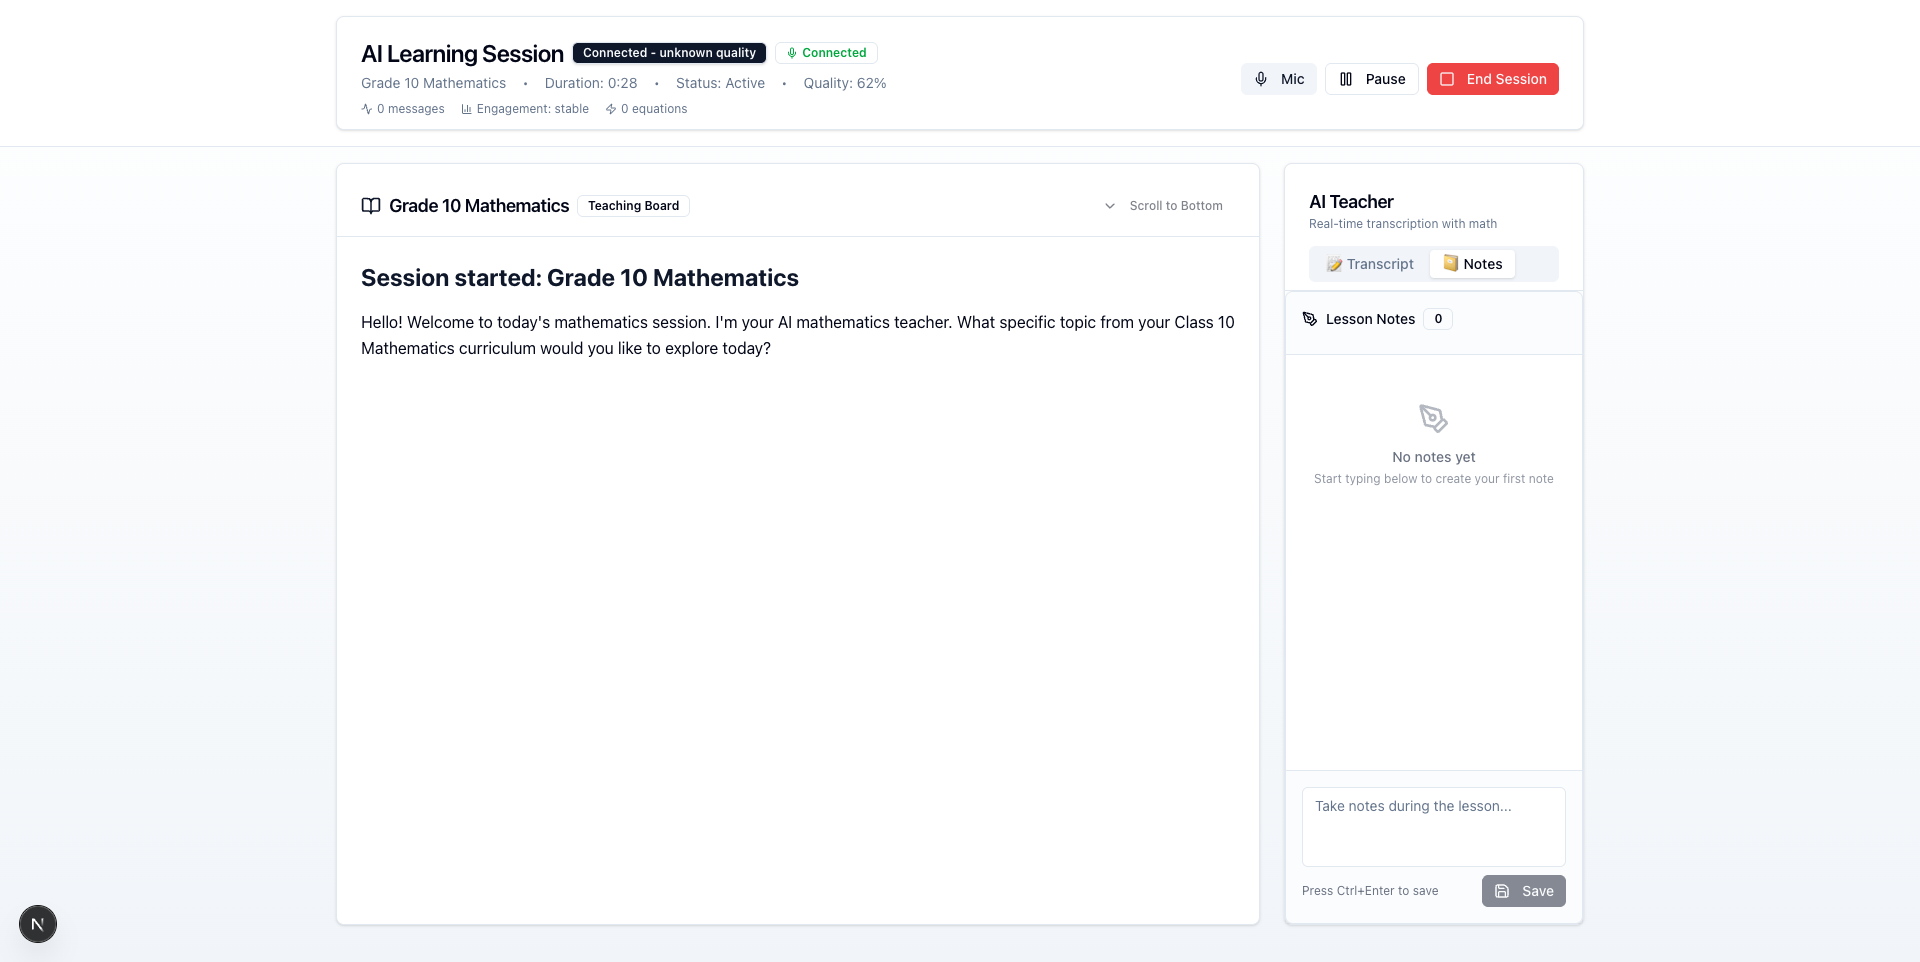 AI Learning Session Connected - unknown quality Connected
Grade 10 Mathematics • Duration: 0:28 • Status: Active • Quality: 62%
0 messages Engagement: stable 0 equations
Mic Pause End Session
Grade 10 Mathematics Teaching Board Scroll to Bottom
Session started: Grade 10 Mathematics
Hello! Welcome to today's mathematics session. I'm your AI mathematics teacher. What specific topic from your Class 10
Mathematics curriculum would you like to explore today?
AI Teacher
Real-time transcription with math
Transcript Notes
Lesson Notes 0
No notes yet
Start typing below to create your first note
Take notes during the lesson...
Press Ctrl+Enter to save Save
N